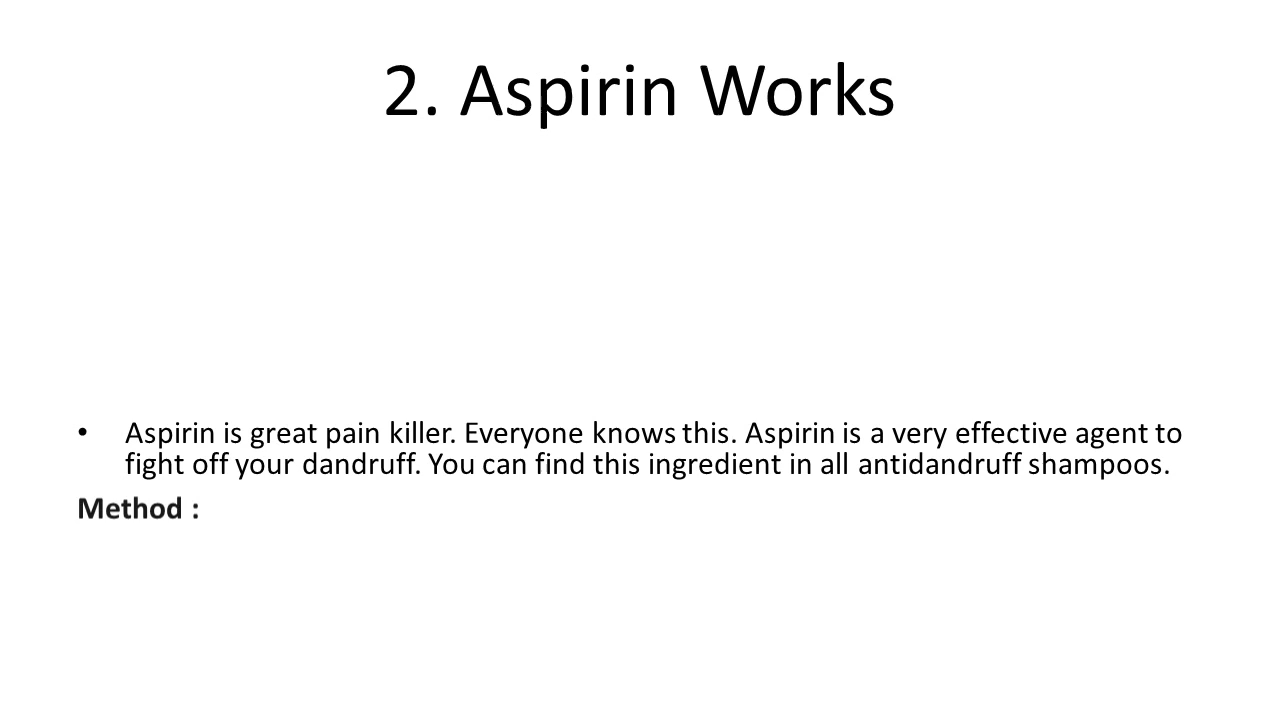 2. Aspirin Works
• Aspirin is great pain killer. Everyone knows this. Aspirin is a very effective agent to
fight off your dandruff. You can find this ingredient in all antidandruff shampoos.
Method :